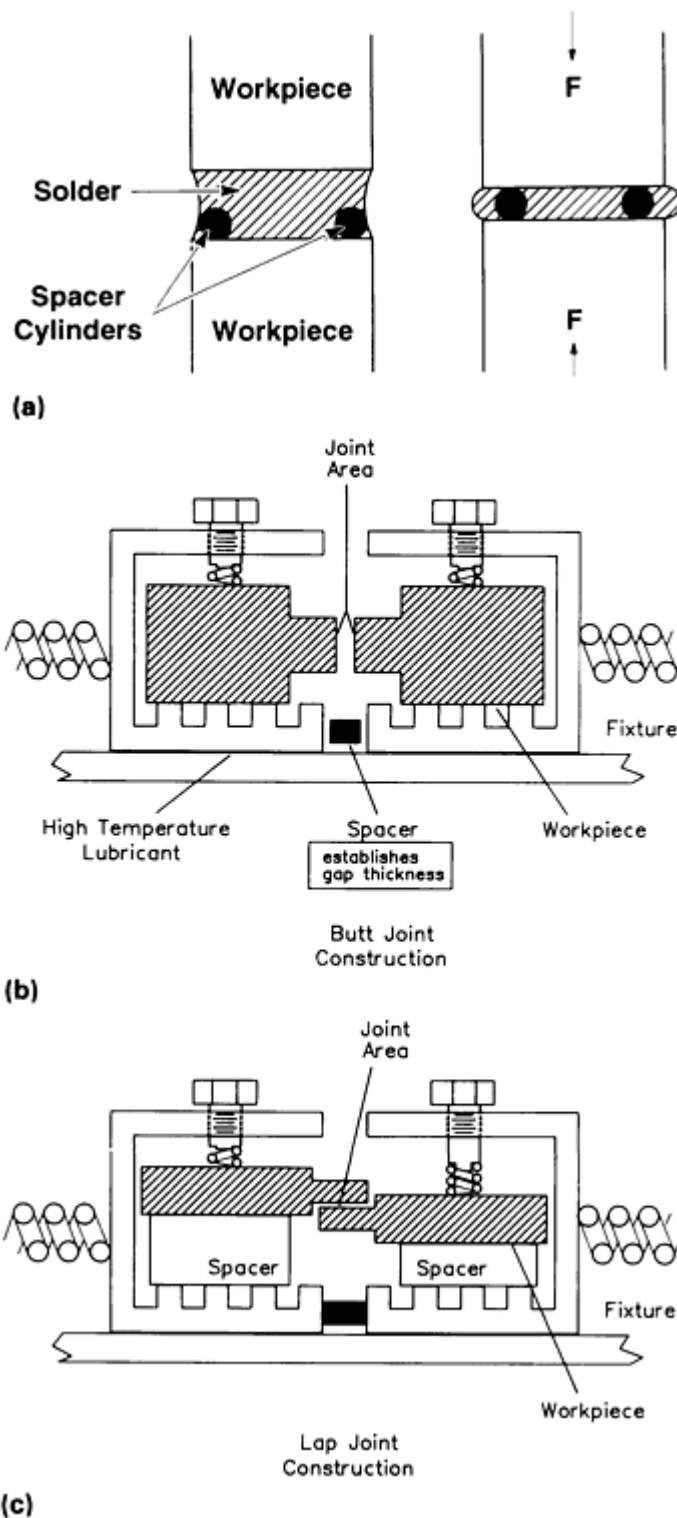 Workpiece
F
Solder
Spacer
Cylinders
Workpiece
F
(a)
Joint
Area
Fixture
High Temperature
Lubricant
Spacer
establishes
gap thickness
Workpiece
Butt Joint
Construction
(b)
Joint
Area
Spacer
Spacer
Fixture
Workpiece
Lap Joint
Construction
(c)